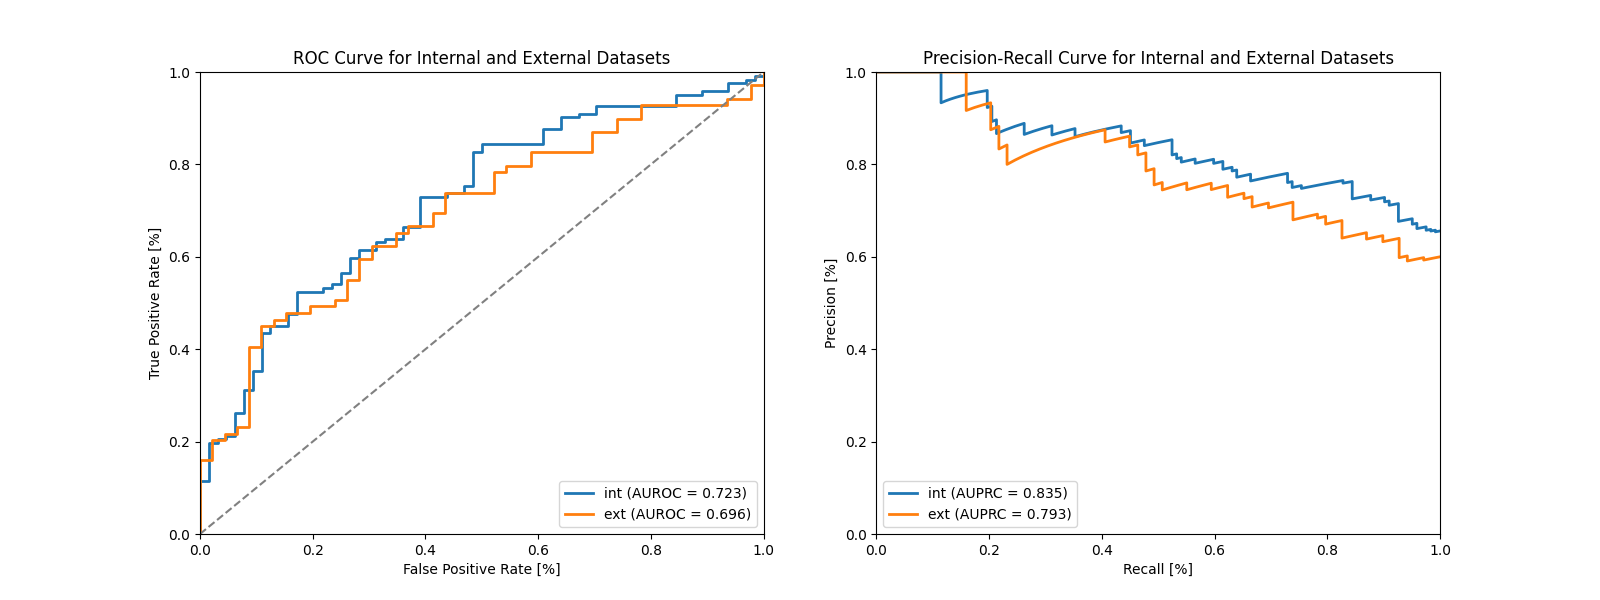 ROC Curve for Internal and External Datasets
1.0
0.8
0.6
0.4
0.2
0.0
True Positive Rate [%]
int (AUROC = 0.723)
ext (AUROC = 0.696)
0.0 0.2 0.4 0.6 0.8 1.0
False Positive Rate [%]
Precision-Recall Curve for Internal and External Datasets
1.0
0.8
0.6
0.4
0.2
0.0
Precision [%]
int (AUPRC = 0.835)
ext (AUPRC = 0.793)
0.0 0.2 0.4 0.6 0.8 1.0
Recall [%]